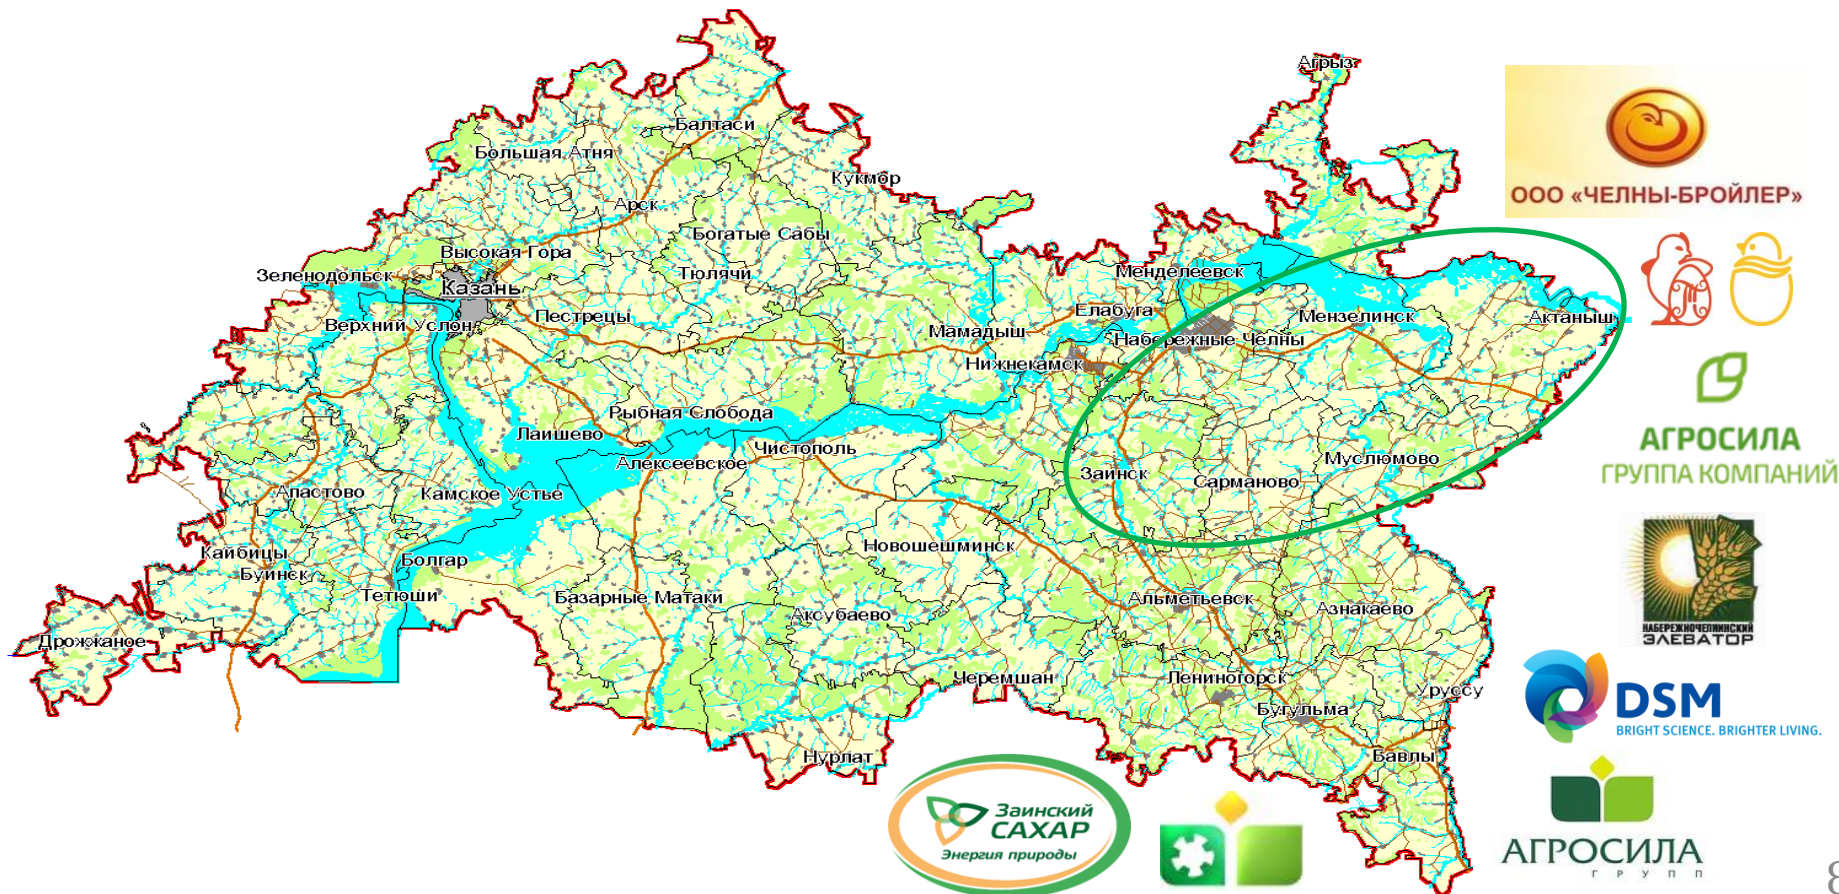 Агрыз
Балтаси
Большая Атня
Кукмор
Арск
Богатые Сабы
Высокая Гора
Зеленодольск
Тюлячи
Казань
Менделеевск
Пестрецы
Верхний Услон
Елабуга
Мензелинск
Актаныш
Мамадыш
Набережные Челны
Нижнекамск
Рыбная Слобода
Лаишево
Чистополь
Алексеевское
Муслюмово
Заинск
Сарманово
Апастово
Камское Устье
Новошешминск
Кайбицы
Болгар
Буинск
Тетюши
Базарные Матаки
Альметьевск
Азнакаево
Аксубаево
Дрожжаное
Черемшан
Лениногорск
Уруссу
Бугульма
Нурлат
Бавлы
ООО «ЧЕЛНЫ-БРОЙЛЕР»
АГРОСИЛА
ГРУППА КОМПАНИЙ
НАБЕРЕЖНОЧЕЛНИНСКИЙ
ЭЛЕВАТОР
DSM
BRIGHT SCIENCE. BRIGHTER LIVING.
Заинский
САХАР
Энергия природы
АГРОСИЛА
ГРУПП
8